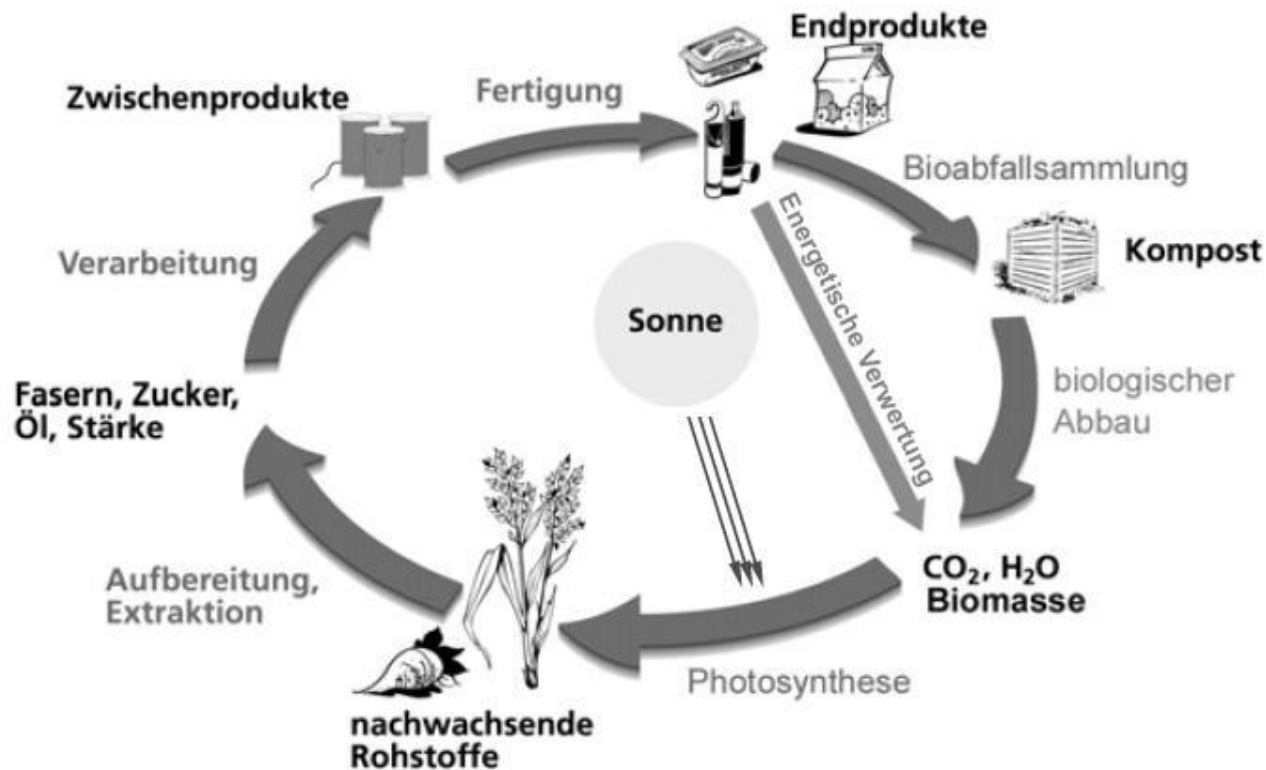 Endprodukte
Zwischenprodukte
Fertigung
Bioabfallsammlung
Verarbeitung
Energetische Verwertung
Kompost
Sonne
Fasern, Zucker,
Öl, Stärke
biologischer
Abbau
Aufbereitung,
Extraktion
CO₂, H₂O
Biomasse
Photosynthese
nachwachsende
Rohstoffe